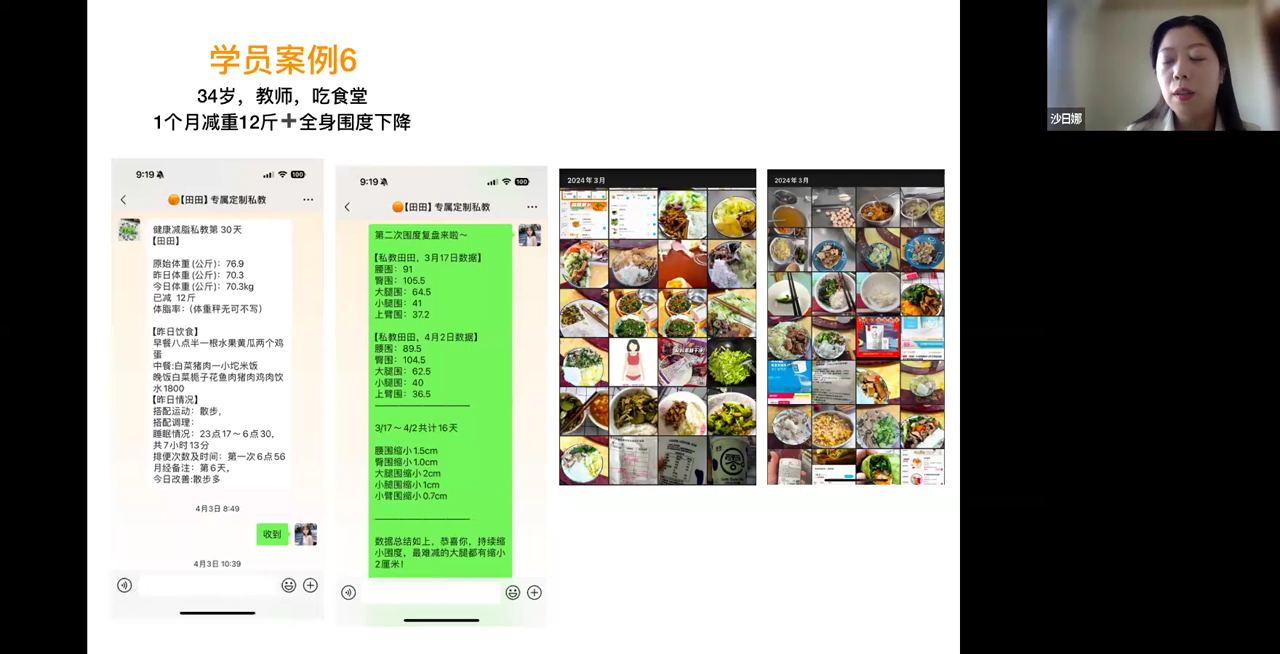 学员案例6
34岁，教师，吃食堂
1个月减重12斤➕全身围度下降
9:19
100
【田田】专属定制私教
健康减脂私教第 30天
【田田】
原始体重(公斤)：76.9
昨日体重(公斤)：70.3
今日体重(公斤)：70.3kg
已减 12斤
体脂率：(体重秤无可不写)
【昨日饮食】
早餐八点半一根水果黄瓜两个鸡
蛋
中餐:白菜猪肉一小坨米饭
晚饭白菜栀子花鱼肉猪肉鸡肉饮
水1800
【昨日情况】
搭配运动：散步，
搭配调理：
睡眠情况：23点17～6点30，
共7小时13分
排便次数及时间：第一次6点56
月经备注：第6天，
今日改善:散步多
4月3日 8:49
收到
4月3日 10:39
9:19
100
【田田】专属定制私教
第二次围度复盘来啦～
【私教田田，3月17日数据】
腰围：91
臀围：105.5
大腿围：64.5
小腿围：41
上臂围：37.2
【私教田田、4月2日数据】
腰围：89.5
臀围：104.5
大腿围：62.5
小腿围：40
上臂围：36.5
3/17～4/2共计16天
腰围缩小1.5cm
臀围缩小1.0cm
大腿围缩小2cm
小腿围缩小1cm
小臂围缩小0.7cm
数据总结如上，恭喜你，持续缩
小围度，最难减的大腿都有缩小
2厘米！
2024年3月
2024年3月
沙日娜